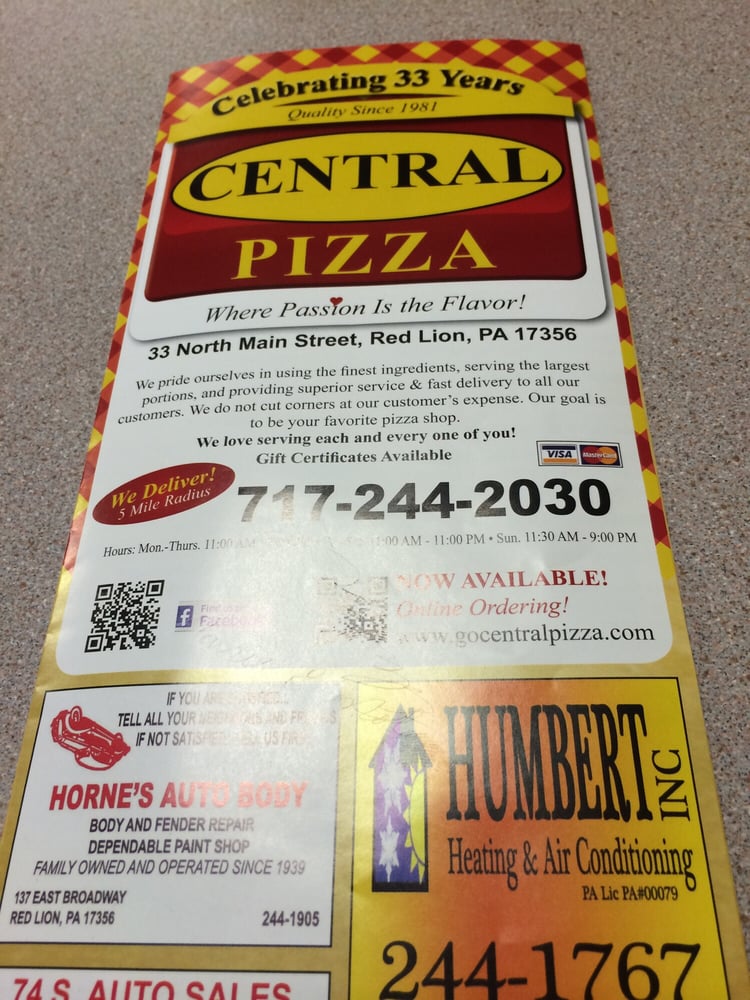 Celebrating 33 Years
Quality Since 1981
CENTRAL
PIZZA
Where Passion Is the Flavor!
33 North Main Street, Red Lion, PA 17356
We pride ourselves in using the finest ingredients, serving the largest
portions, and providing superior service & fast delivery to all our
customers. We do not cut corners at our customer's expense. Our goal is
to be your favorite pizza shop.
We love serving each and every one of you!
Gift Certificates Available
VISA MasterCard
We Deliver!
5 Mile Radius
717-244-2030
Hours: Mon.-Thurs. 11:00 AM - 11:00 PM • Sun. 11:30 AM - 9:00 PM
Find us on
Facebook
NOW AVAILABLE!
Online Ordering!
www.gocentralpizza.com
IF YOU ARE
TELL ALL YOUR AND
IF NOT US
HORNE'S AUTO BODY
BODY AND FENDER REPAIR
DEPENDABLE PAINT SHOP
FAMILY OWNED AND OPERATED SINCE 1939
137 EAST BROADWAY
RED LION, PA 17356
244-1905
HUMBERT INC
Heating & Air Conditioning
PA Lic PA#00079
244-1767
74 S. AUTO SALES